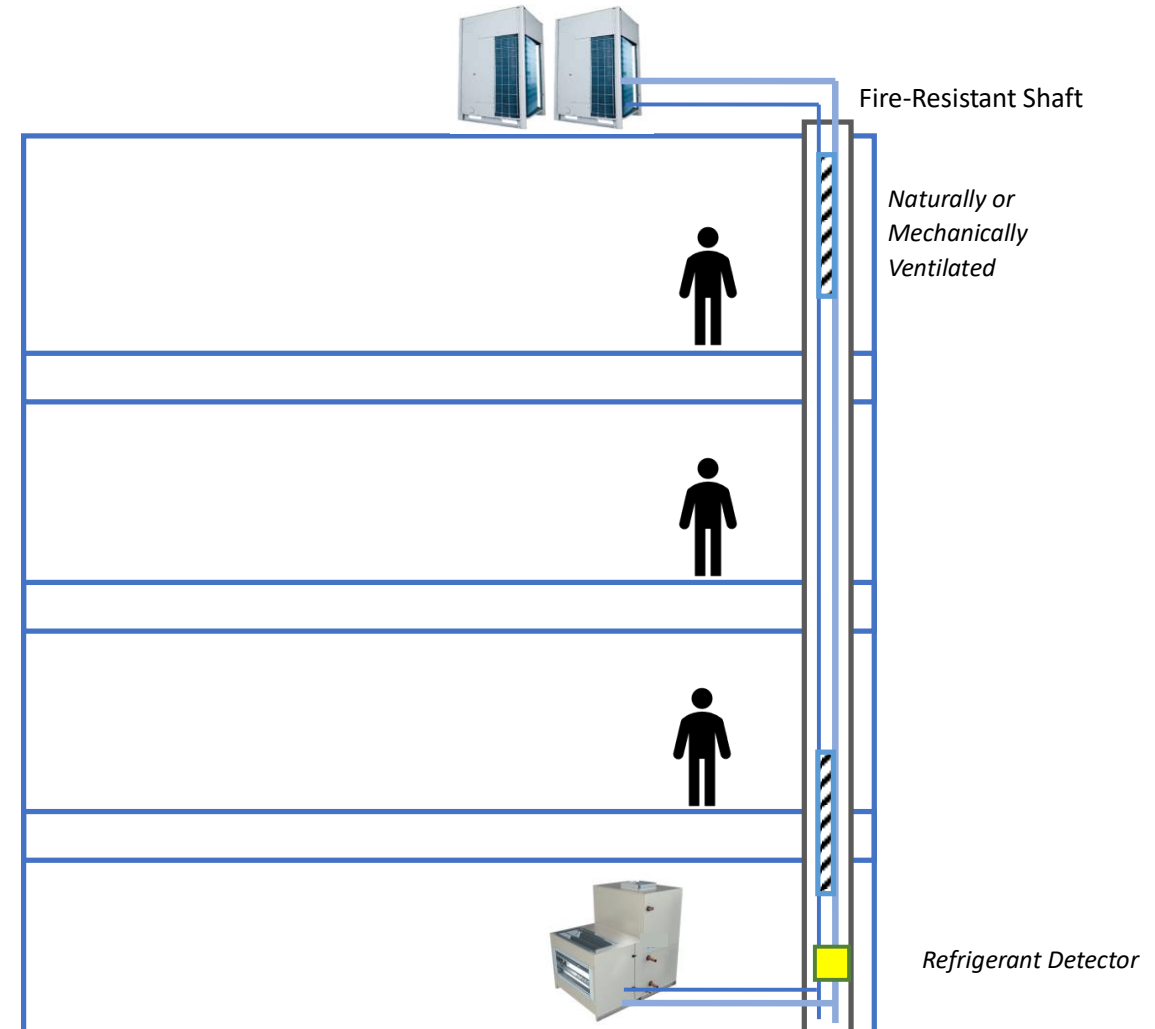 Fire-Resistant Shaft
Naturally or
Mechanically
Ventilated
Refrigerant Detector